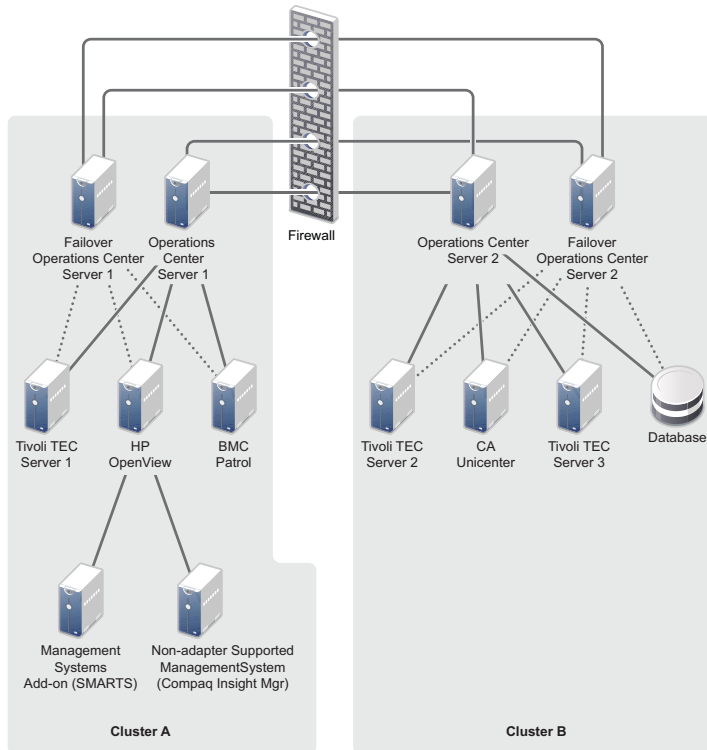 Firewall
Failover
Operations Center
Server 1
Operations
Center
Server 1
Operations Center
Server 2
Failover
Operations Center
Server 2
Tivoli TEC
Server 1
HP
OpenView
BMC
Patrol
Tivoli TEC
Server 2
CA
Unicenter
Tivoli TEC
Server 3
Database
Management
Systems
Add-on (SMARTS)
Non-adapter Supported
ManagementSystem
(Compaq Insight Mgr)
Cluster A
Cluster B